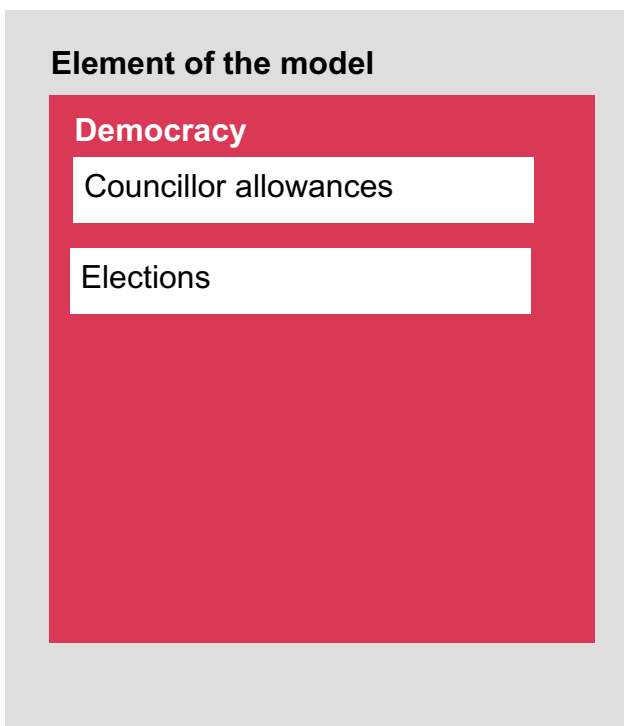 Element of the model
Democracy
Councillor allowances
Elections